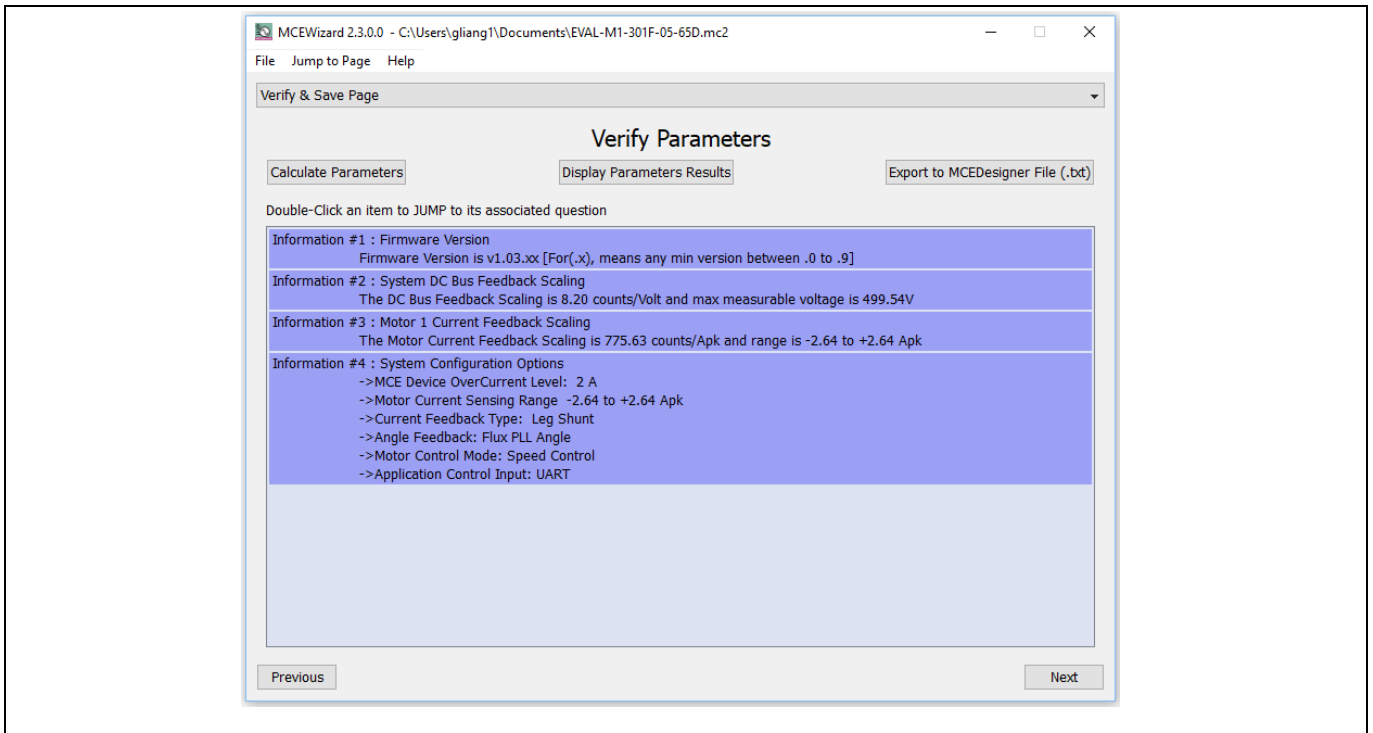 MCEWizard 2.3.0.0 - C:\Users\gliang1\Documents\EVAL-M1-301F-05-65D.mc2
File Jump to Page Help
Verify & Save Page
Verify Parameters
Calculate Parameters
Display Parameters Results
Export to MCEDesigner File (.txt)
Double-Click an item to JUMP to its associated question
Information #1 : Firmware Version
Firmware Version is v1.03.xx [For(.x), means any min version between .0 to .9]
Information #2 : System DC Bus Feedback Scaling
The DC Bus Feedback Scaling is 8.20 counts/Volt and max measurable voltage is 499.54V
Information #3 : Motor 1 Current Feedback Scaling
The Motor Current Feedback Scaling is 775.63 counts/Apk and range is -2.64 to +2.64 Apk
Information #4 : System Configuration Options
->MCE Device OverCurrent Level: 2 A
->Motor Current Sensing Range -2.64 to +2.64 Apk
->Current Feedback Type: Leg Shunt
->Angle Feedback: Flux PLL Angle
->Motor Control Mode: Speed Control
->Application Control Input: UART
Previous
Next